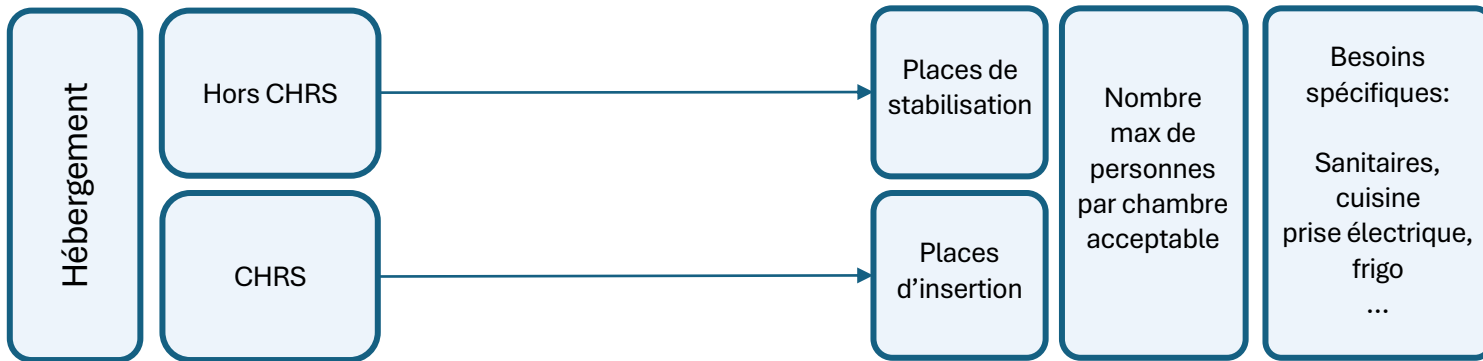 Hébergement
Hors CHRS
CHRS
Places de
stabilisation
Places
d’insertion
Nombre
max de
personnes
par chambre
acceptable
Besoins
spécifiques:
Sanitaires,
cuisine
prise électrique,
frigo
…